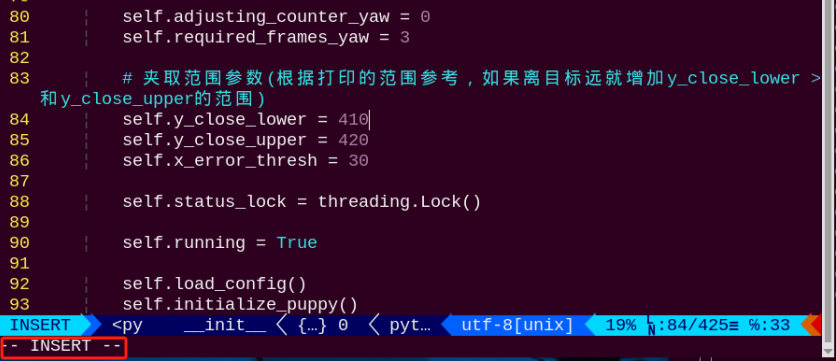 80 self.adjusting_counter_yaw = 0
81 self.required_frames_yaw = 3
82
83 # 夹取范围参数(根据打印的范围参考，如果离目标远就增加y_close_lower >
和y_close_upper的范围)
84 self.y_close_lower = 410
85 self.y_close_upper = 420
86 self.x_error_thresh = 30
87
88 self.status_lock = threading.Lock()
89
90 self.running = True
91
92 self.load_config()
93 self.initialize_puppy()
INSERT <py __init__ {…} 0 pyt… utf-8[unix] 19% ㏑:84/425≡ ℅:33
-- INSERT --